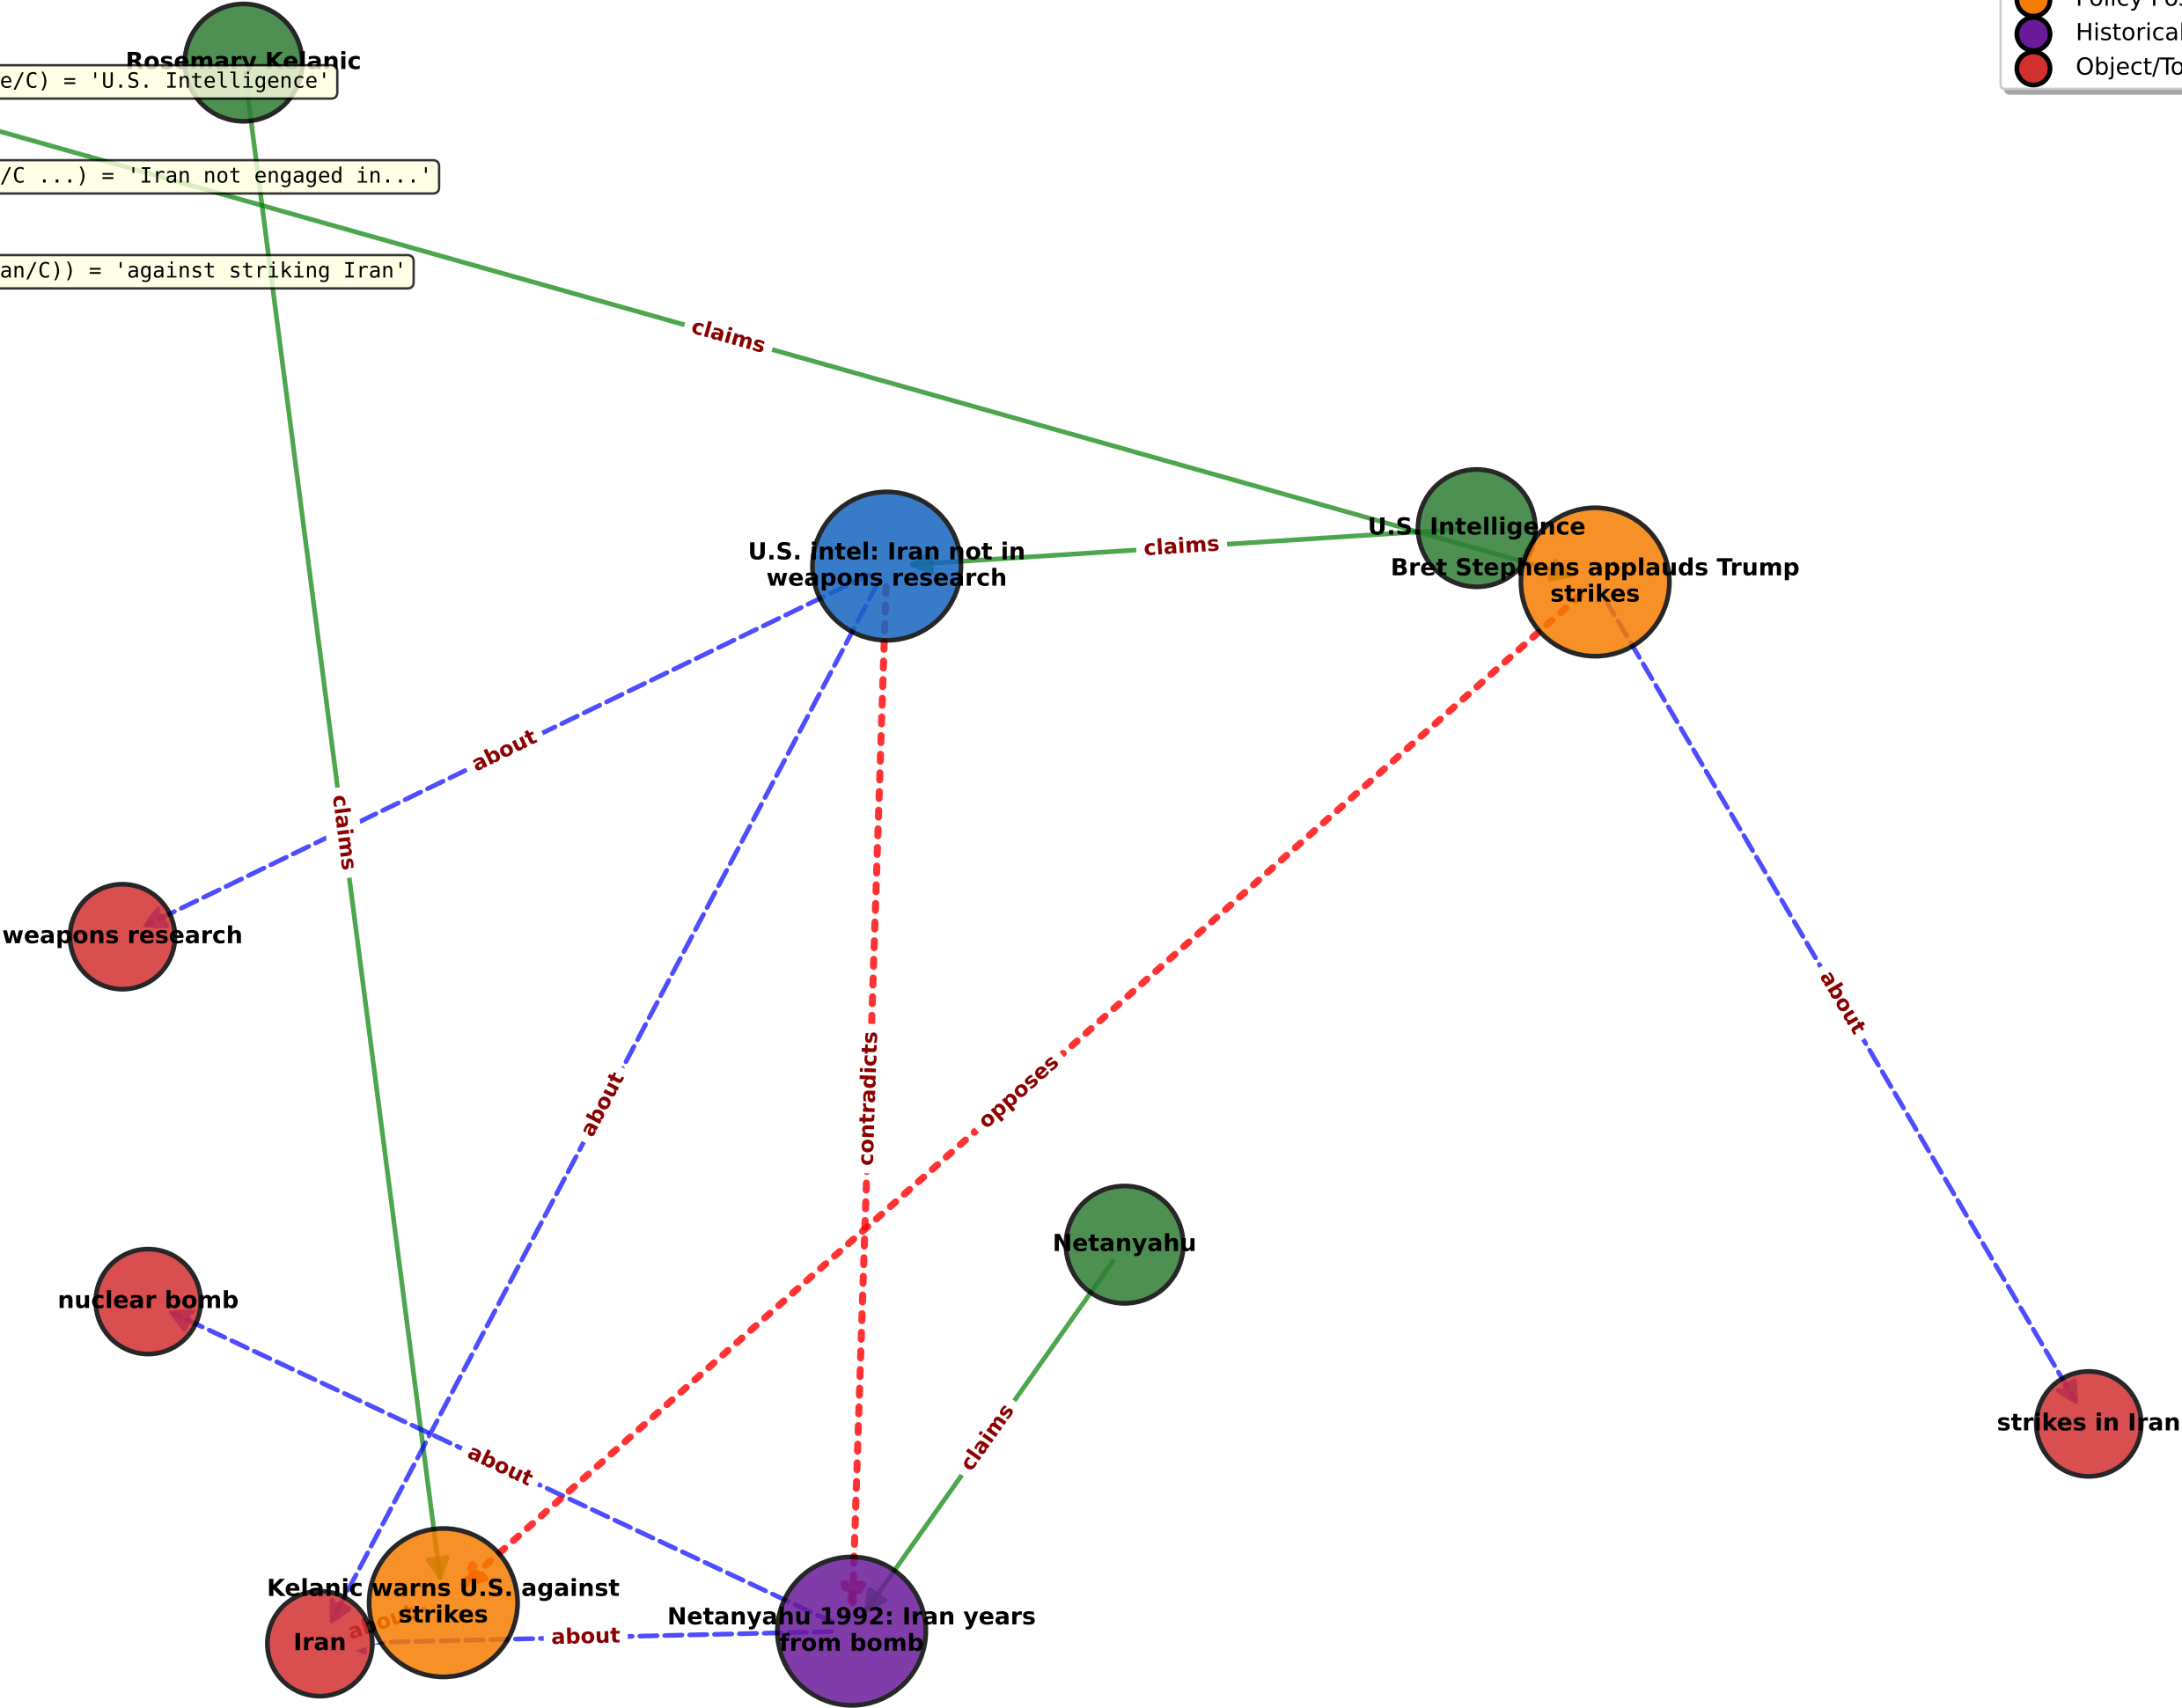 Historical
Object/To
Rosemary Kelanic
e/C) = 'U.S. Intelligence'
/C ...) = 'Iran not engaged in...'
an/C)) = 'against striking Iran'
claims
U.S. Intelligence
claims
U.S. intel: Iran not in
weapons research
Bret Stephens applauds Trump
strikes
about
claims
weapons research
about
about
contradicts
opposes
Netanyahu
nuclear bomb
claims
strikes in Iran
about
Kelanic warns U.S. against
strikes
about
Iran
about
Netanyahu 1992: Iran years
from bomb